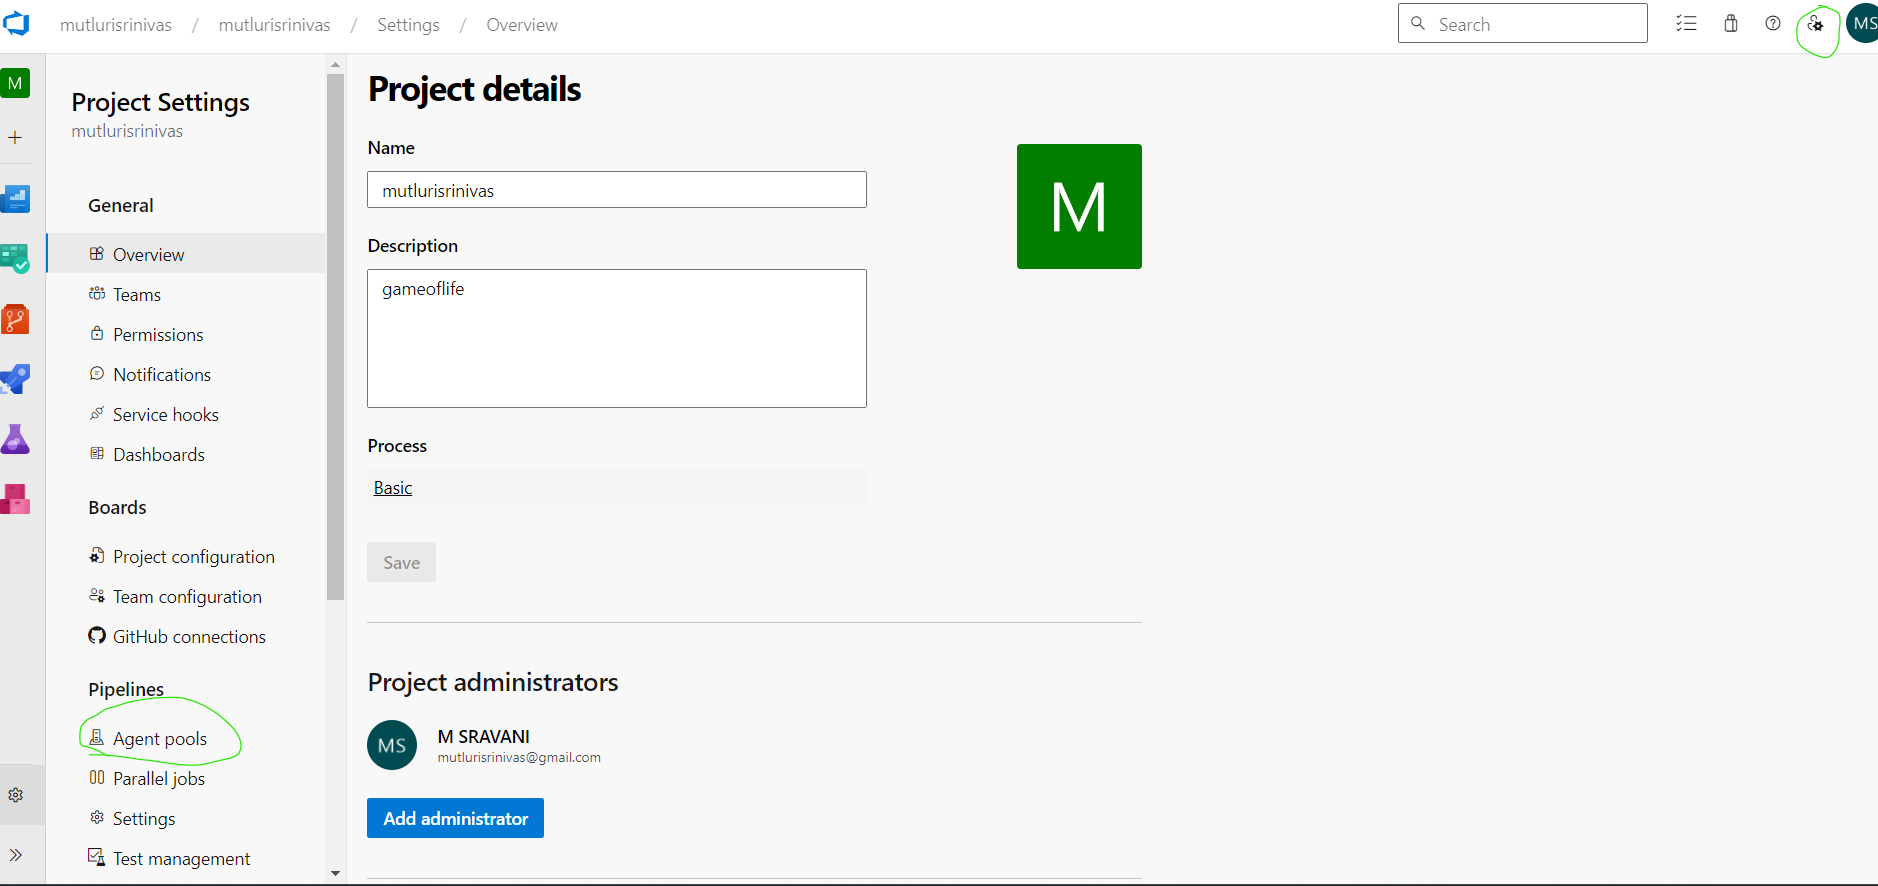 mutlurisrinivas / mutlurisrinivas / Settings / Overview
Search
MS
M
Project Settings
mutlurisrinivas
General
Overview
Teams
Permissions
Notifications
Service hooks
Dashboards
Boards
Project configuration
Team configuration
GitHub connections
Pipelines
Agent pools
Parallel jobs
Settings
Test management
Project details
Name
mutlurisrinivas
M
Description
gameoflife
Process
Basic
Save
Project administrators
MS
M SRAVANI
mutlurisrinivas@gmail.com
Add administrator